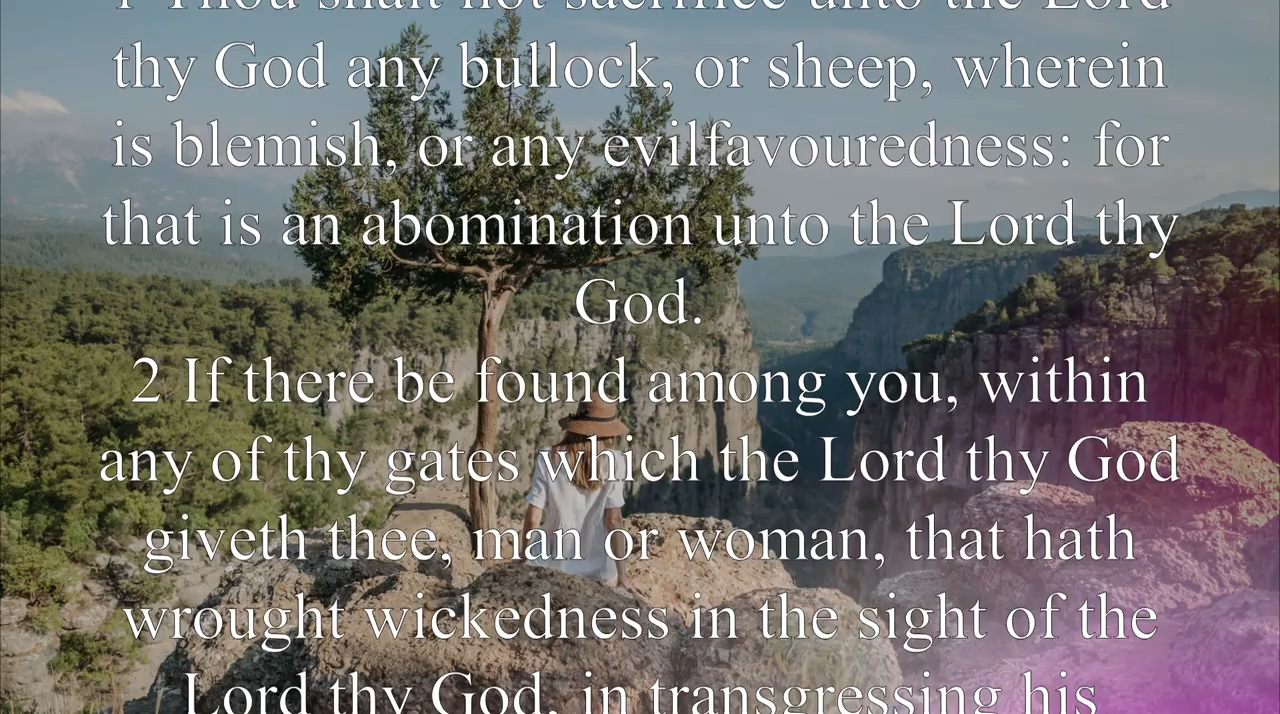 1 Thou shalt not sacrifice unto the Lord
thy God any bullock, or sheep, wherein
is blemish, or any evilfavouredness: for
that is an abomination unto the Lord thy
God.
2 If there be found among you, within
any of thy gates which the Lord thy God
giveth thee, man or woman, that hath
wrought wickedness in the sight of the
Lord thy God, in transgressing his